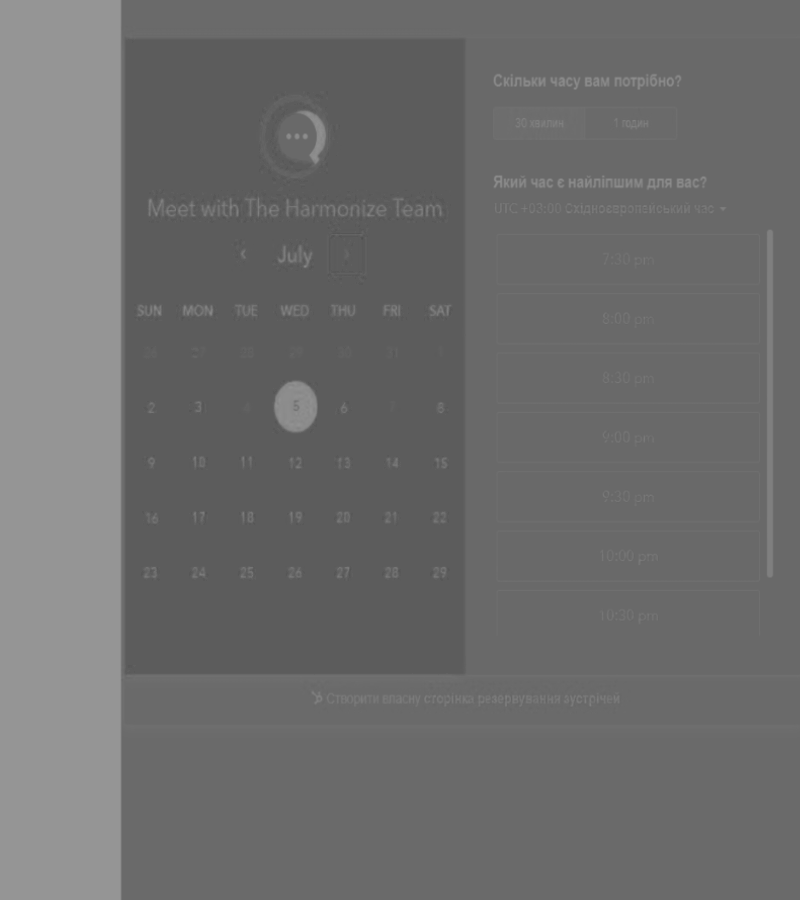 Meet with The Harmonize Team
July
SUN MON TUE WED THU FRI SAT
26 27 28 29 30 31 1
2 3 4 5 6 7 8
9 10 11 12 13 14 15
16 17 18 19 20 21 22
23 24 25 26 27 28 29
Скільки часу вам потрібно?
30 хвилин 1 годин
Який час є найліпшим для вас?
UTC +03:00 Східноєвропейський час
7:30 pm
8:00 pm
8:30 pm
9:00 pm
9:30 pm
10:00 pm
10:30 pm
Створити власну сторінка резервування зустрічей